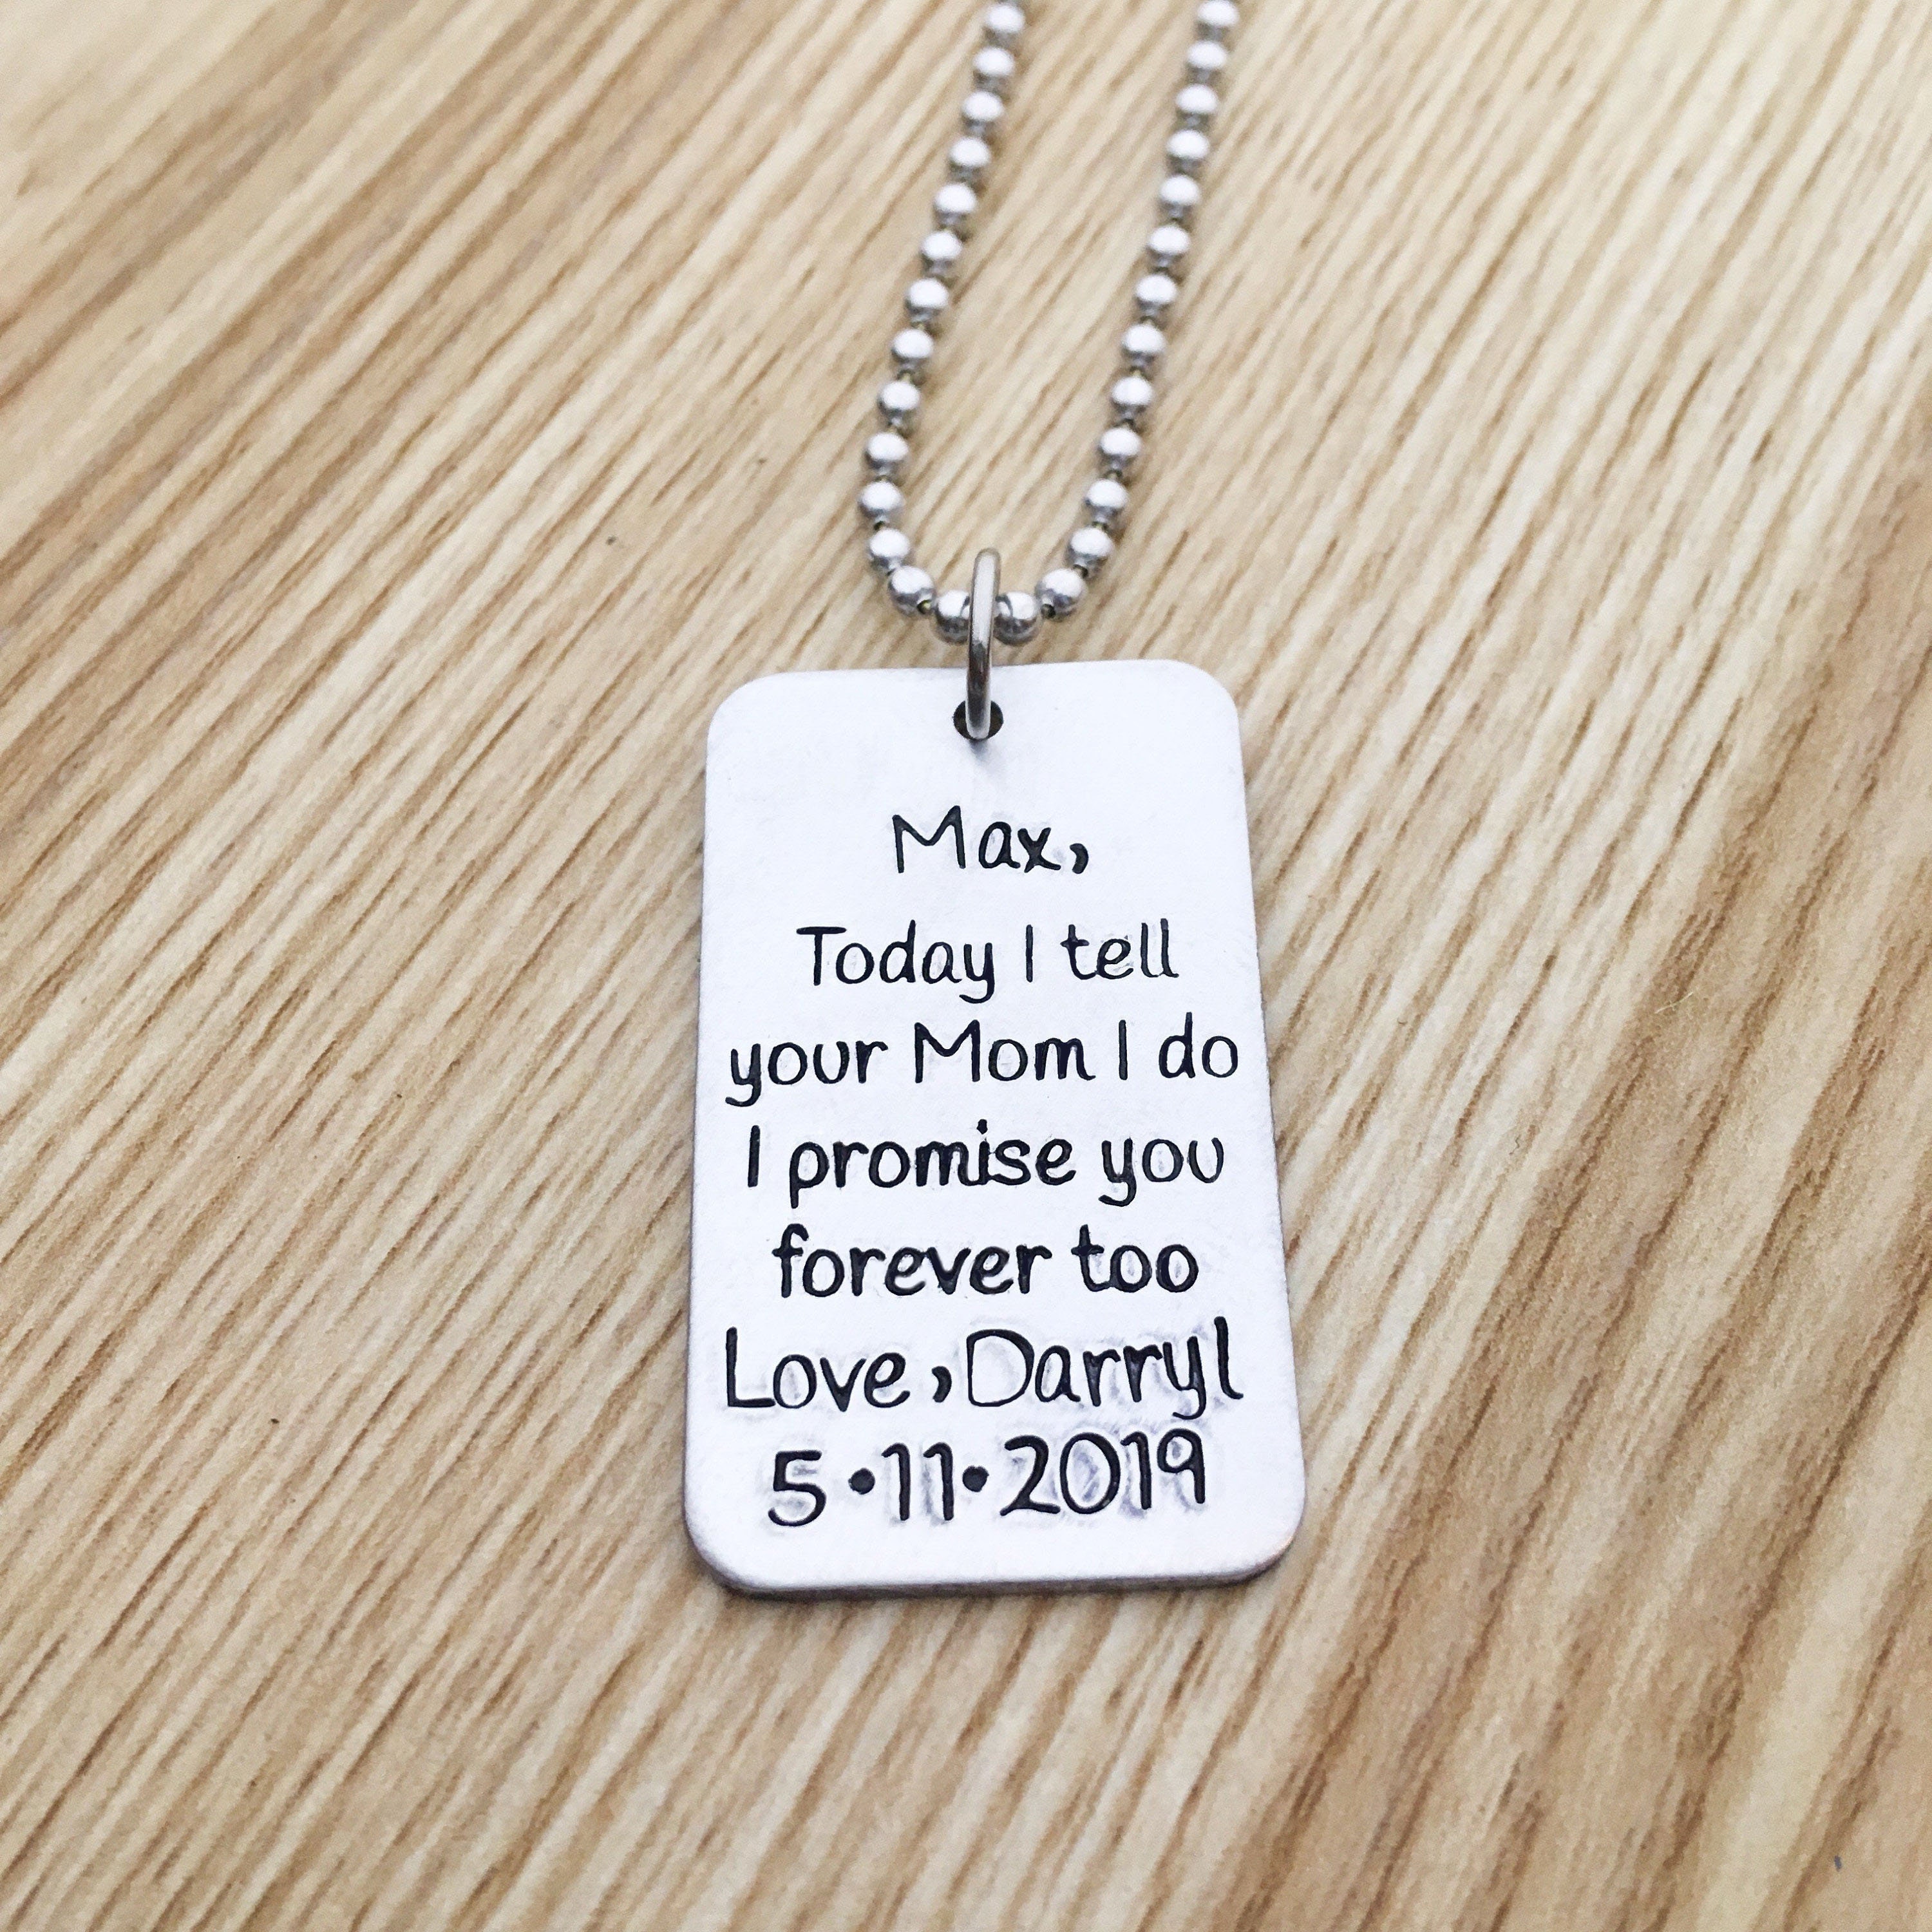 Max,
Today I tell
your Mom I do
I promise you
forever too
Love, Darryl
5•11•2019